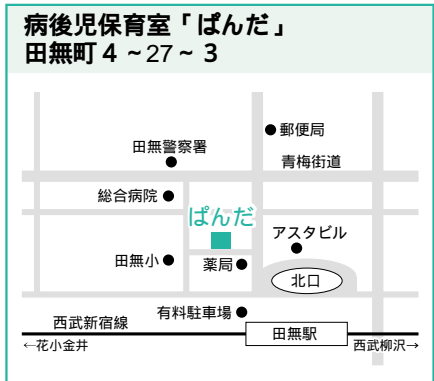 病後児保育室「ぱんだ」
田無町4~27~3
郵便局
田無警察署
青梅街道
総合病院
ぱんだ
アスタビル
田無小
薬局
北口
有料駐車場
西武新宿線
田無駅
←花小金井
西武柳沢→